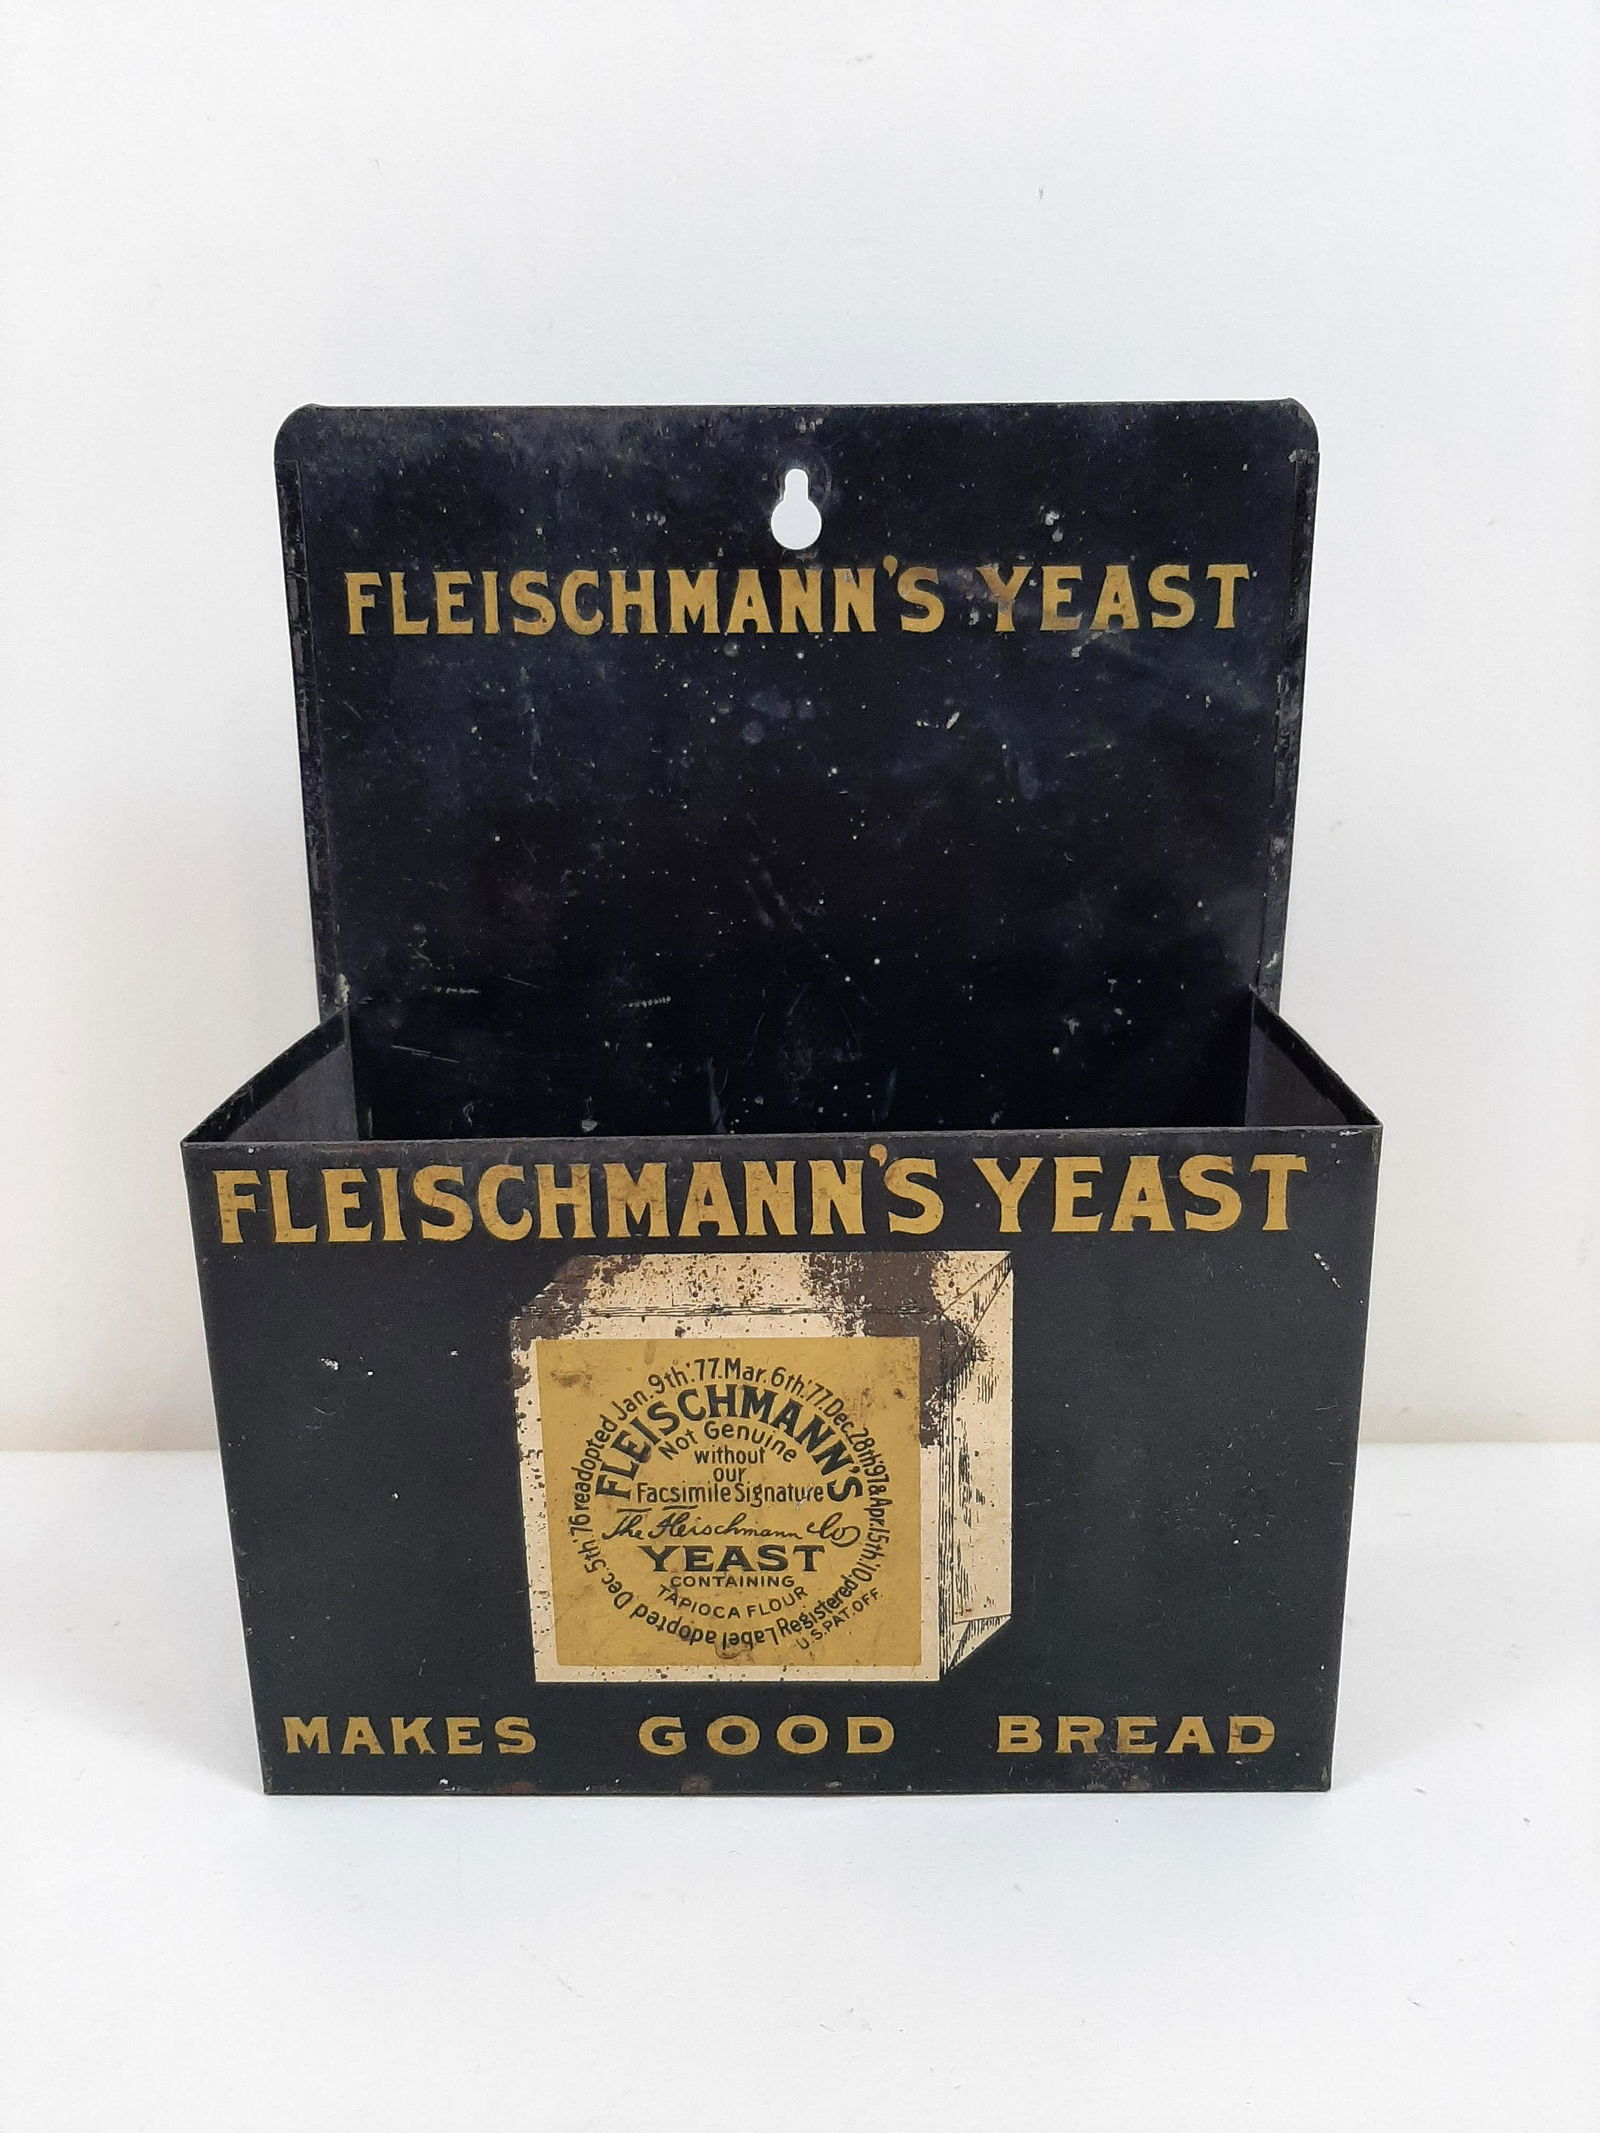 FLEISCHMANN'S YEAST
FLEISCHMANN'S YEAST
Label adopted Dec. 5th.'76 readopted Jan. 9th.'77. Mar. 6th.'77. Dec. 28th.'97 & Apr. 15th.'10.
FLEISCHMANN'S
Not Genuine
without
our
Facsimile Signature
The Fleischmann Co
YEAST
CONTAINING
TAPIOCA FLOUR
Registered
U.S. PAT. OFF.
MAKES GOOD BREAD